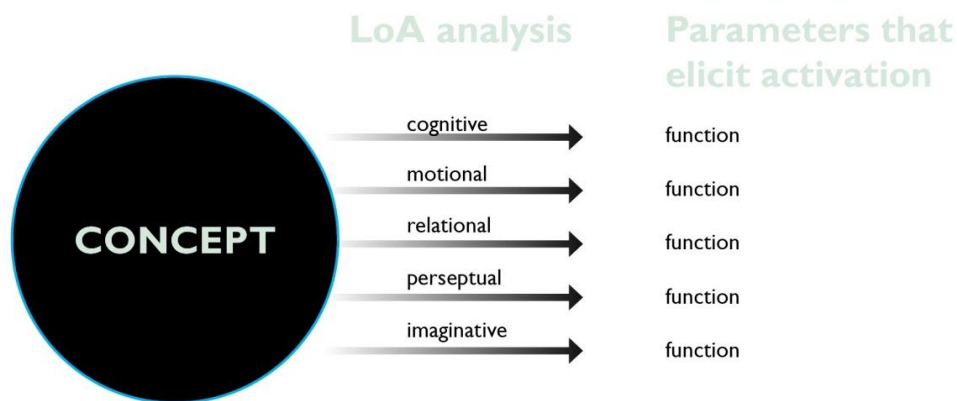 LoA analysis
Parameters that
elicit activation
CONCEPT
cognitive
function
motional
function
relational
function
perseptual
function
imaginative
function